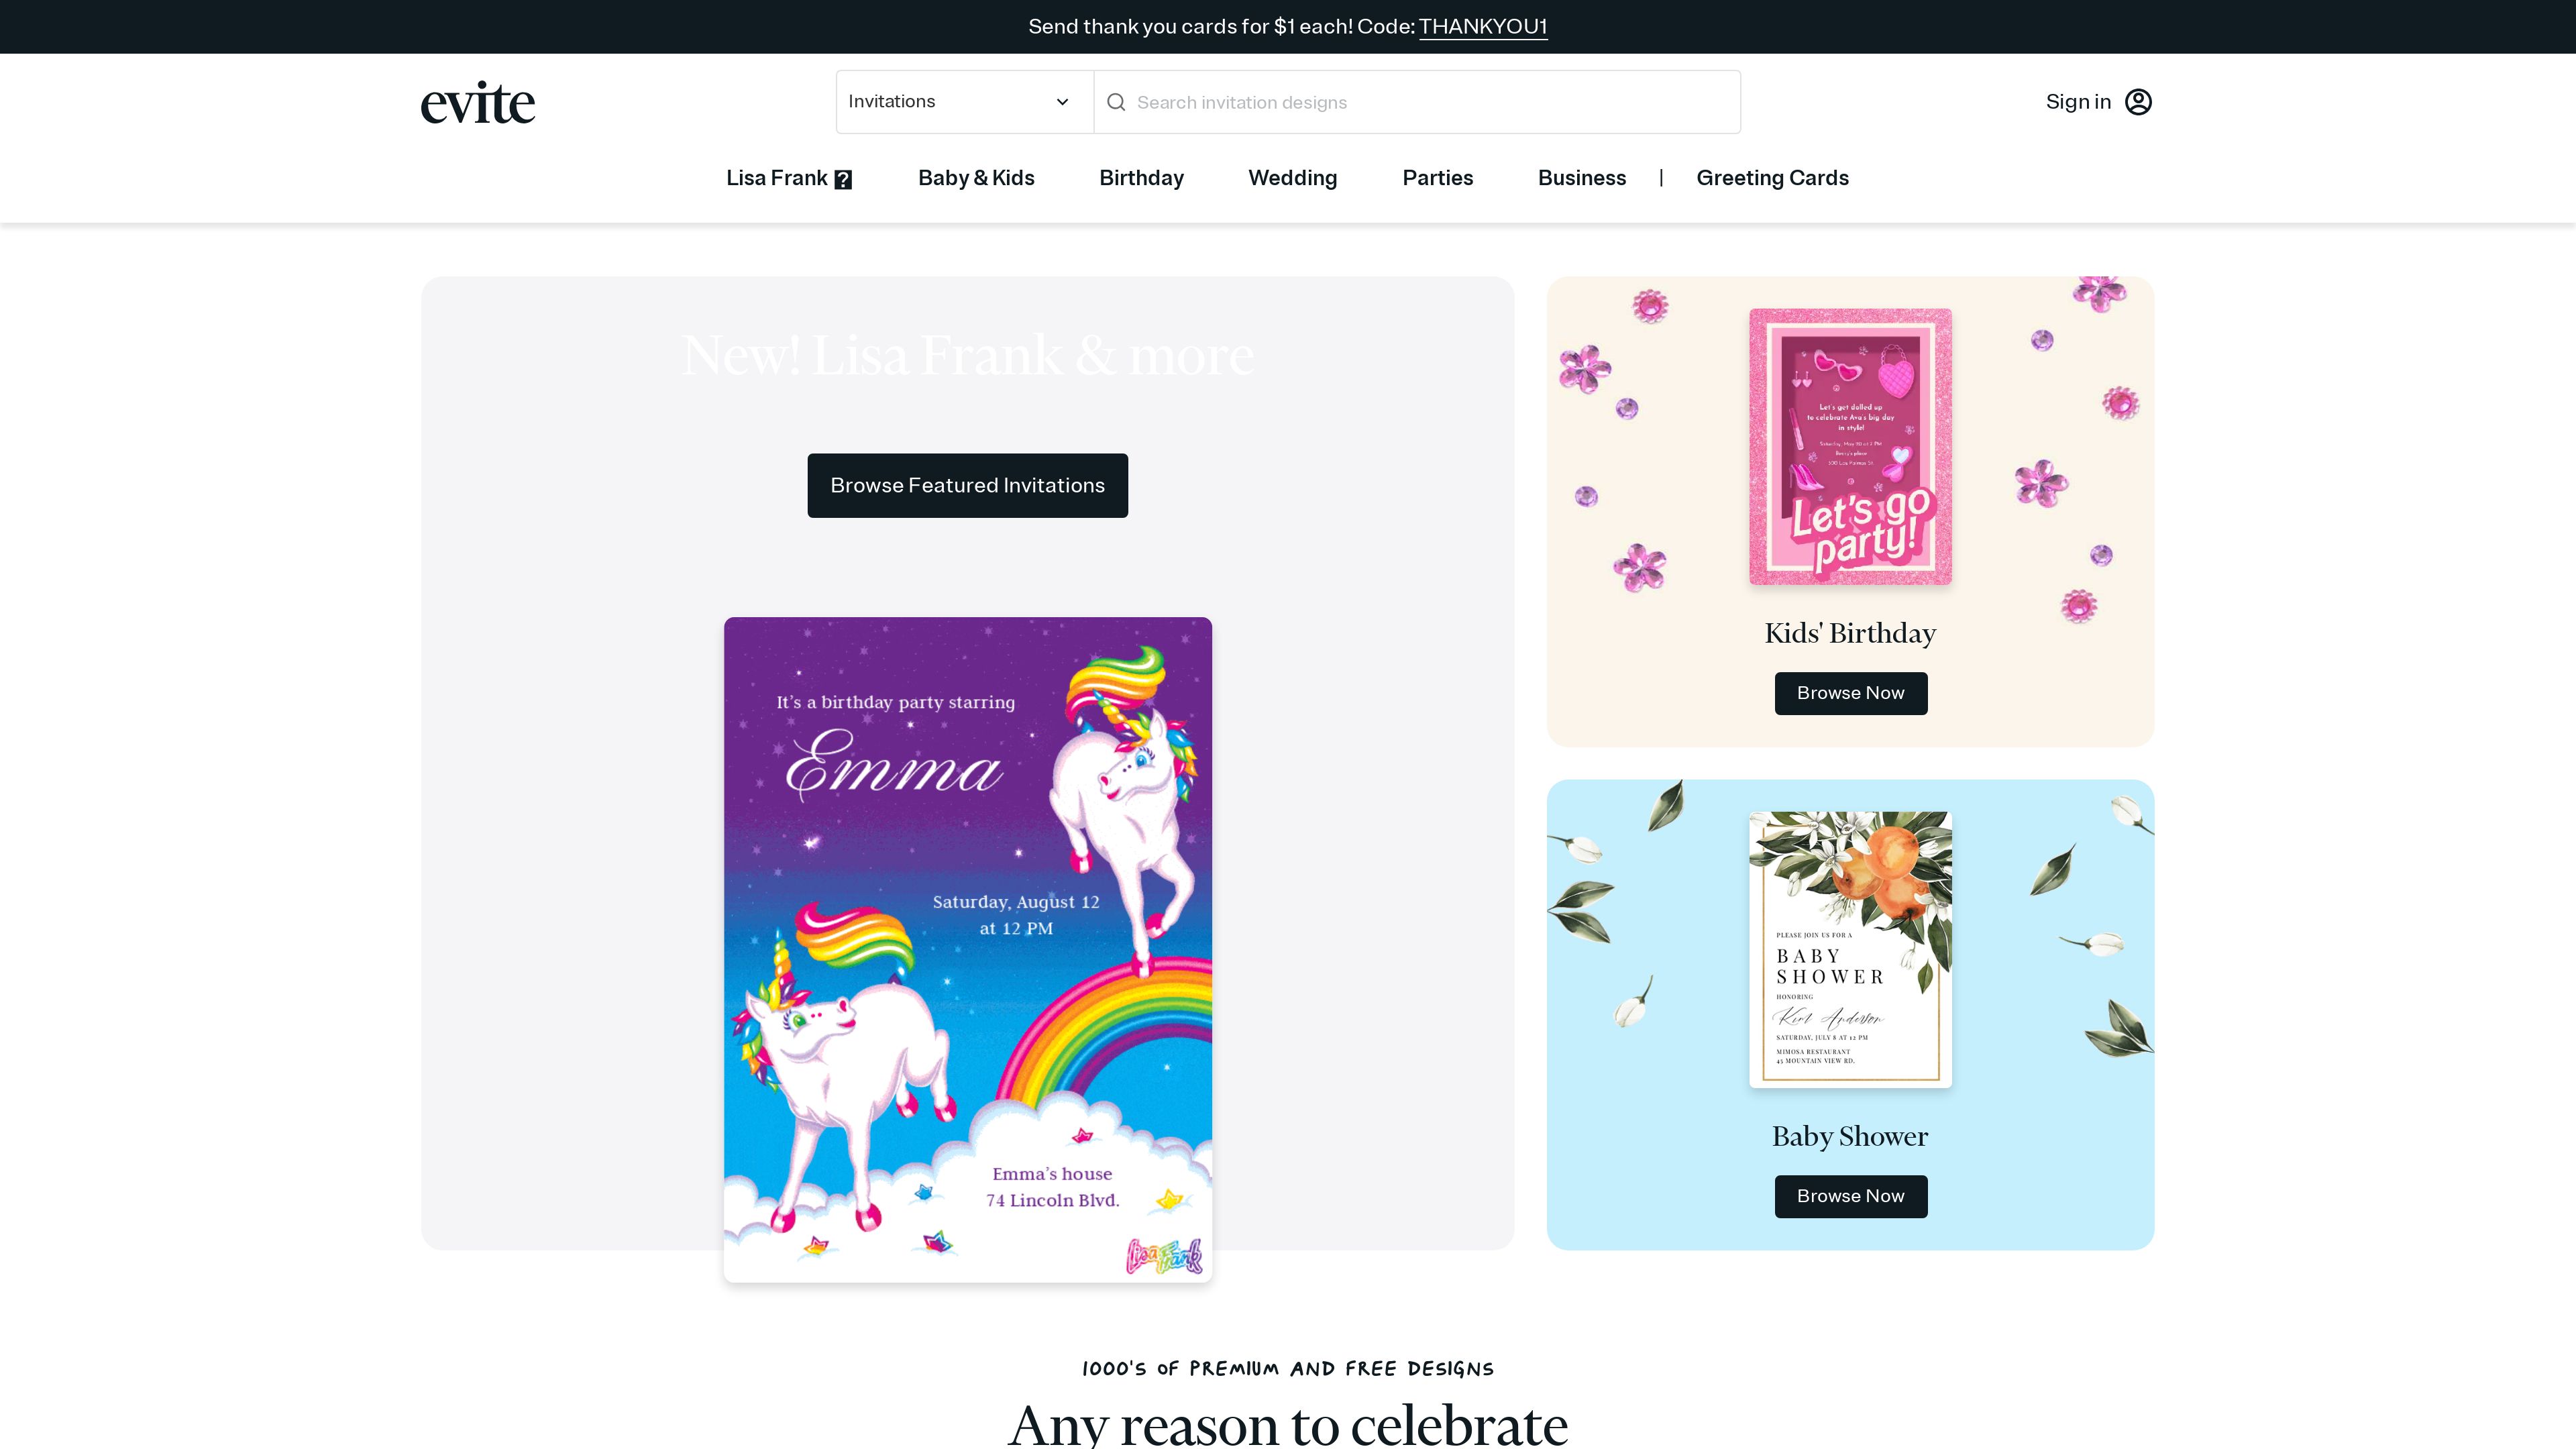 Send thank you cards for $1 each! Code: THANKYOU1
evite
Invitations
Search invitation designs
Sign in
Lisa Frank
Baby & Kids
Birthday
Wedding
Parties
Business
|
Greeting Cards
New! Lisa Frank & more
Browse Featured Invitations
It's a birthday party starring
Emma
Saturday, August 12
at 12 PM
Emma's house
74 Lincoln Blvd.
lisa frank
Let's get dolled up
to celebrate Ava's big day
in style!
Let's go
party!
Kids' Birthday
Browse Now
PLEASE JOIN US FOR A
BABY
SHOWER
HONORING
Kim Anderson
SATURDAY, JULY 8 AT 12 PM
MIMOSA RESTAURANT
45 MOUNTAIN VIEW RD.
Baby Shower
Browse Now
1000'S OF PREMIUM AND FREE DESIGNS
Any reason to celebrate